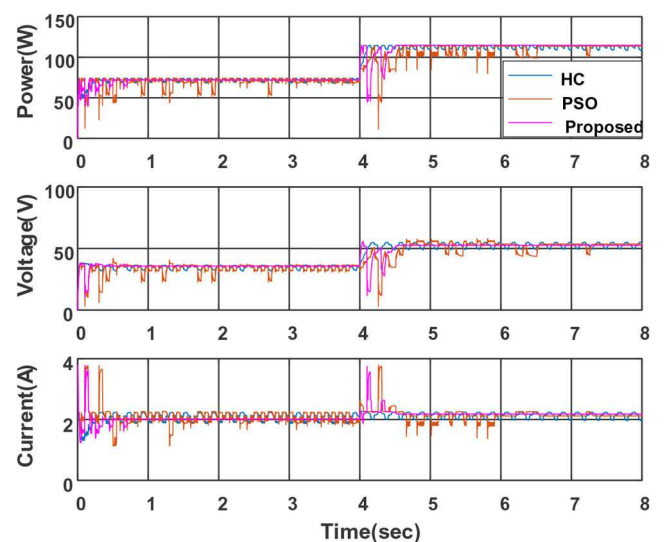 Power(W)
150
100
50
0
0 1 2 3 4 5 6 7 8
HC
PSO
Proposed
Voltage(V)
100
50
0
0 1 2 3 4 5 6 7 8
Current(A)
4
2
0
0 1 2 3 4 5 6 7 8
Time(sec)